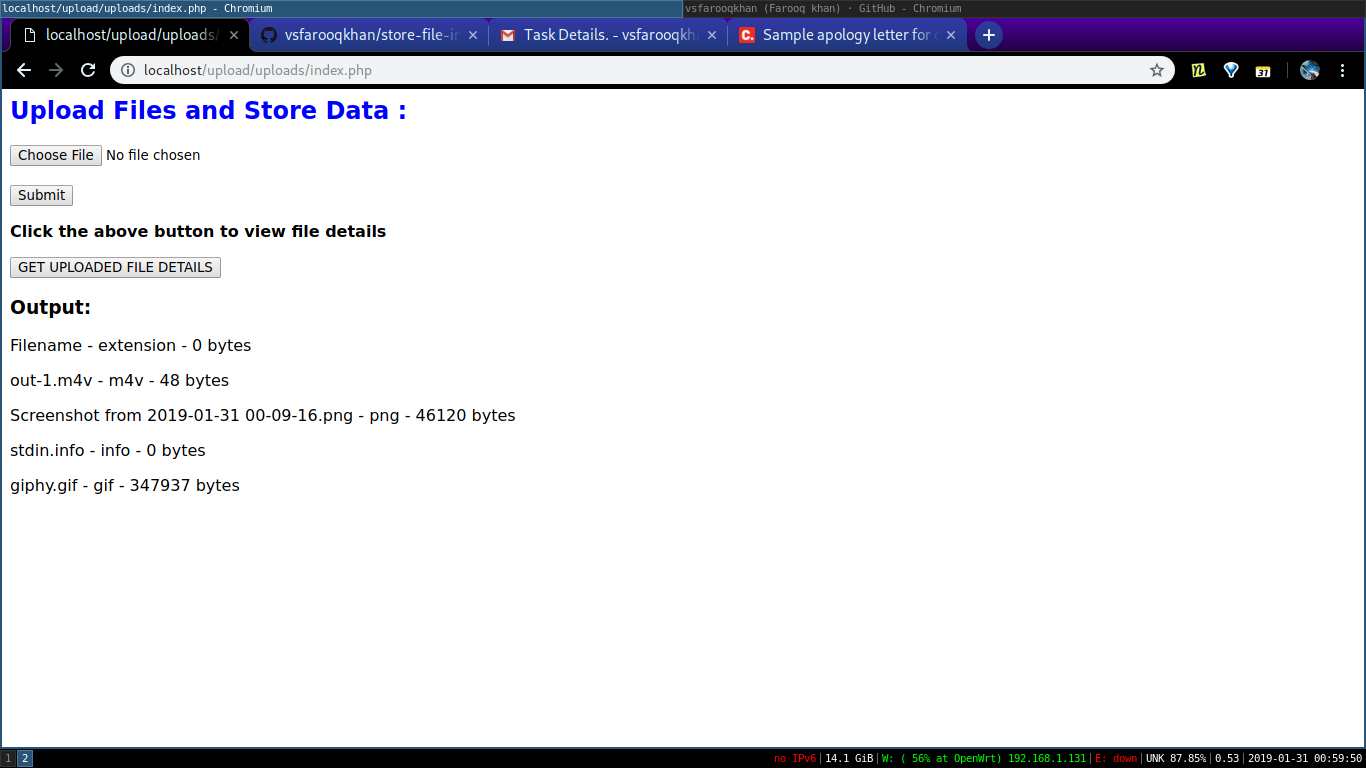 localhost/upload/uploads/index.php - Chromium
vsfarooqkhan (Farooq khan) · GitHub - Chromium
localhost/upload/uploads/
vsfarooqkhan/store-file-i
Task Details. - vsfarooqkh
Sample apology letter for
localhost/upload/uploads/index.php
31
Upload Files and Store Data :
Choose File No file chosen
Submit
Click the above button to view file details
GET UPLOADED FILE DETAILS
Output:
Filename - extension - 0 bytes
out-1.m4v - m4v - 48 bytes
Screenshot from 2019-01-31 00-09-16.png - png - 46120 bytes
stdin.info - info - 0 bytes
giphy.gif - gif - 347937 bytes
1 2
no IPv6|14.1 GiB|W: ( 56% at OpenWrt) 192.168.1.131|E: down|UNK 87.85%|0.53|2019-01-31 00:59:50